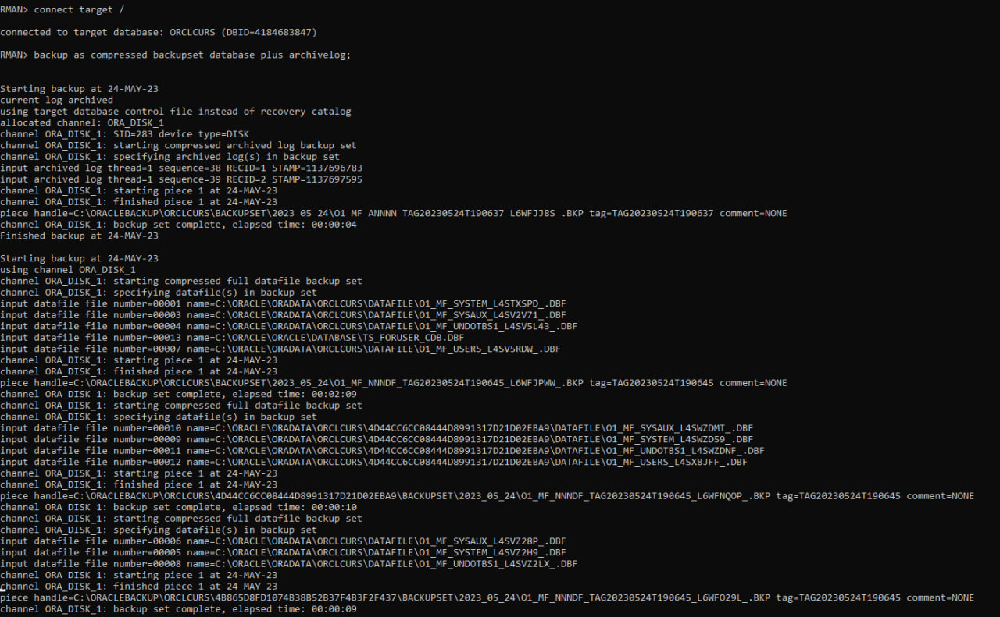 RMAN> connect target /
connected to target database: ORCLCURS (DBID=4184683847)
RMAN> backup as compressed backupset database plus archivelog;
Starting backup at 24-MAY-23
current log archived
using target database control file instead of recovery catalog
allocated channel: ORA_DISK_1
channel ORA_DISK_1: SID=283 device type=DISK
channel ORA_DISK_1: starting compressed archived log backup set
channel ORA_DISK_1: specifying archived log(s) in backup set
input archived log thread=1 sequence=38 RECID=1 STAMP=1137696783
input archived log thread=1 sequence=39 RECID=2 STAMP=1137697595
channel ORA_DISK_1: starting piece 1 at 24-MAY-23
channel ORA_DISK_1: finished piece 1 at 24-MAY-23
piece handle=C:\ORACLEBACKUP\ORCLCURS\BACKUPSET\2023_05_24\O1_MF_ANNNN_TAG20230524T190637_L6WFJJ8S_.BKP tag=TAG20230524T190637 comment=NONE
channel ORA_DISK_1: backup set complete, elapsed time: 00:00:04
Finished backup at 24-MAY-23
Starting backup at 24-MAY-23
using channel ORA_DISK_1
channel ORA_DISK_1: starting compressed full datafile backup set
channel ORA_DISK_1: specifying datafile(s) in backup set
input datafile file number=00001 name=C:\ORACLE\ORADATA\ORCLCURS\DATAFILE\O1_MF_SYSTEM_L4STXSPD_.DBF
input datafile file number=00003 name=C:\ORACLE\ORADATA\ORCLCURS\DATAFILE\O1_MF_SYSAUX_L4SV2V71_.DBF
input datafile file number=00004 name=C:\ORACLE\ORADATA\ORCLCURS\DATAFILE\O1_MF_UNDOTBS1_L4SV5L43_.DBF
input datafile file number=00013 name=C:\ORACLE\ORACLE\DATABASE\TS_FORUSER_CDB.DBF
input datafile file number=00007 name=C:\ORACLE\ORADATA\ORCLCURS\DATAFILE\O1_MF_USERS_L4SV5RDW_.DBF
channel ORA_DISK_1: starting piece 1 at 24-MAY-23
channel ORA_DISK_1: finished piece 1 at 24-MAY-23
piece handle=C:\ORACLEBACKUP\ORCLCURS\BACKUPSET\2023_05_24\O1_MF_NNNDF_TAG20230524T190645_L6WFJPWW_.BKP tag=TAG20230524T190645 comment=NONE
channel ORA_DISK_1: backup set complete, elapsed time: 00:02:09
channel ORA_DISK_1: starting compressed full datafile backup set
channel ORA_DISK_1: specifying datafile(s) in backup set
input datafile file number=00010 name=C:\ORACLE\ORADATA\ORCLCURS\4D44CC6CC08444D8991317D21D02EBA9\DATAFILE\O1_MF_SYSAUX_L4SWZDMT_.DBF
input datafile file number=00009 name=C:\ORACLE\ORADATA\ORCLCURS\4D44CC6CC08444D8991317D21D02EBA9\DATAFILE\O1_MF_SYSTEM_L4SWZD59_.DBF
input datafile file number=00011 name=C:\ORACLE\ORADATA\ORCLCURS\4D44CC6CC08444D8991317D21D02EBA9\DATAFILE\O1_MF_UNDOTBS1_L4SWZDNF_.DBF
input datafile file number=00012 name=C:\ORACLE\ORADATA\ORCLCURS\4D44CC6CC08444D8991317D21D02EBA9\DATAFILE\O1_MF_USERS_L4SX8JFF_.DBF
channel ORA_DISK_1: starting piece 1 at 24-MAY-23
channel ORA_DISK_1: finished piece 1 at 24-MAY-23
piece handle=C:\ORACLEBACKUP\ORCLCURS\4D44CC6CC08444D8991317D21D02EBA9\BACKUPSET\2023_05_24\O1_MF_NNNDF_TAG20230524T190645_L6WFNQOP_.BKP tag=TAG20230524T190645 comment=NONE
channel ORA_DISK_1: backup set complete, elapsed time: 00:00:10
channel ORA_DISK_1: starting compressed full datafile backup set
channel ORA_DISK_1: specifying datafile(s) in backup set
input datafile file number=00006 name=C:\ORACLE\ORADATA\ORCLCURS\DATAFILE\O1_MF_SYSAUX_L4SVZ28P_.DBF
input datafile file number=00005 name=C:\ORACLE\ORADATA\ORCLCURS\DATAFILE\O1_MF_SYSTEM_L4SVZ2H9_.DBF
input datafile file number=00008 name=C:\ORACLE\ORADATA\ORCLCURS\DATAFILE\O1_MF_UNDOTBS1_L4SVZ2LX_.DBF
channel ORA_DISK_1: starting piece 1 at 24-MAY-23
channel ORA_DISK_1: finished piece 1 at 24-MAY-23
piece handle=C:\ORACLEBACKUP\ORCLCURS\4B865D8FD1074B38B52B37F4B3F2F437\BACKUPSET\2023_05_24\O1_MF_NNNDF_TAG20230524T190645_L6WFO29L_.BKP tag=TAG20230524T190645 comment=NONE
channel ORA_DISK_1: backup set complete, elapsed time: 00:00:09